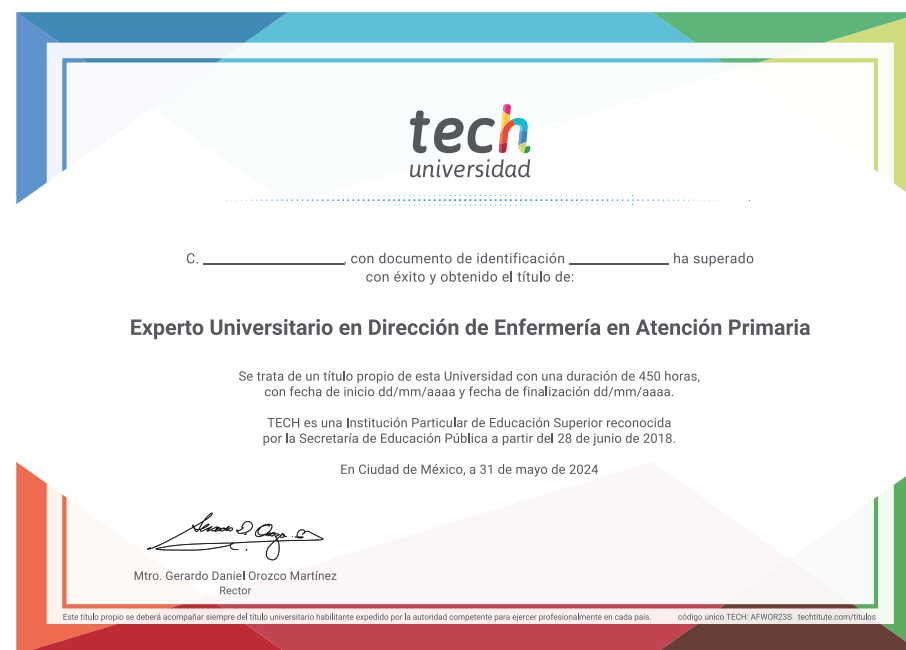 tech
universidad
C. ____________________, con documento de identificación ______________ ha superado
con éxito y obtenido el título de:
Experto Universitario en Dirección de Enfermería en Atención Primaria
Se trata de un título propio de esta Universidad con una duración de 450 horas,
con fecha de inicio dd/mm/aaaa y fecha de finalización dd/mm/aaaa.
TECH es una Institución Particular de Educación Superior reconocida
por la Secretaría de Educación Pública a partir del 28 de junio de 2018.
En Ciudad de México, a 31 de mayo de 2024
Mtro. Gerardo Daniel Orozco Martínez
Rector
Este título propio se deberá acompañar siempre del título universitario habilitante expedido por la autoridad competente para ejercer profesionalmente en cada país. código único TECH: AFWOR23S techtitute.com/titulos